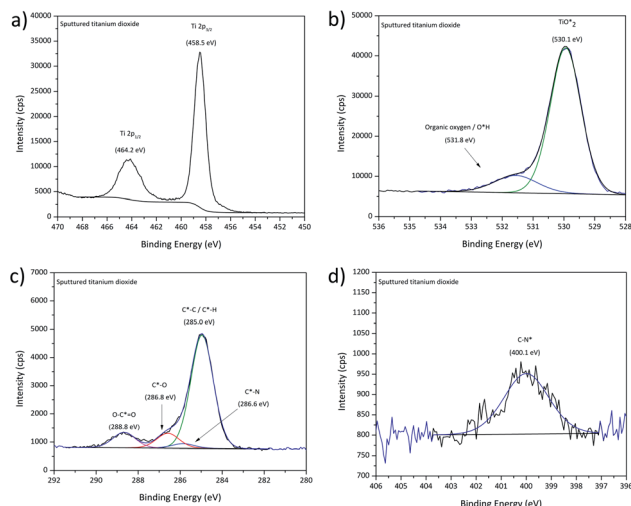 a)
Sputtured titanium dioxide
Ti 2p3/2
(458.5 eV)
Ti 2p1/2
(464.2 eV)
Intensity (cps)
40000
35000
30000
25000
20000
15000
10000
5000
0
470 468 466 464 462 460 458 456 454 452 450
Binding Energy (eV)
b)
Sputtured titanium dioxide
TiO*2
(530.1 eV)
Organic oxygen / O*H
(531.8 eV)
Intensity (cps)
50000
40000
30000
20000
10000
0
536 535 534 533 532 531 530 529 528
Binding Energy (eV)
c)
Sputtured titanium dioxide
C*-C / C*-H
(285.0 eV)
C*-O
(286.8 eV)
C*-N
(286.6 eV)
O-C*=O
(288.8 eV)
Intensity (cps)
7000
6000
5000
4000
3000
2000
1000
0
292 290 288 286 284 282 280
Binding Energy (eV)
d)
Sputtured titanium dioxide
C-N*
(400.1 eV)
Intensity (cps)
1200
1150
1100
1050
1000
950
900
850
800
750
700
406 405 404 403 402 401 400 399 398 397 396
Binding Energy (eV)